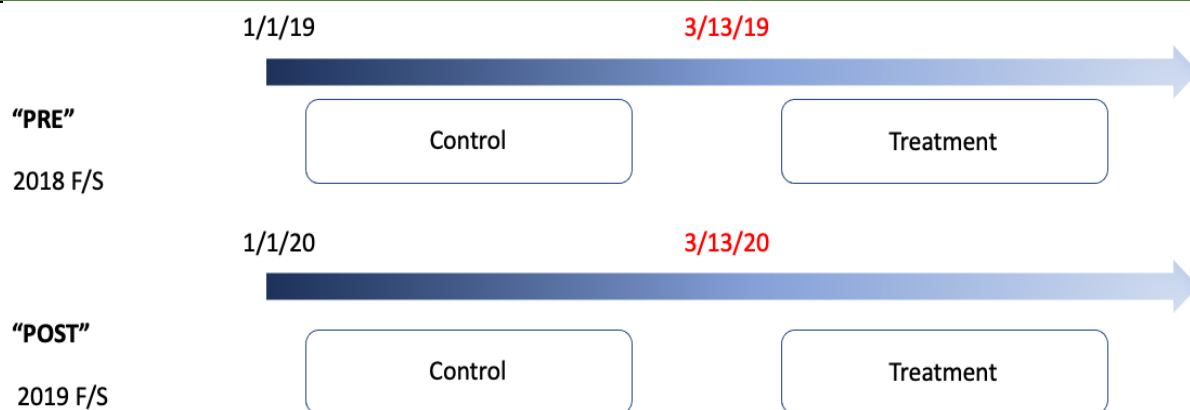 1/1/19 3/13/19
“PRE”
Control Treatment
2018 F/S
1/1/20 3/13/20
“POST”
Control Treatment
2019 F/S